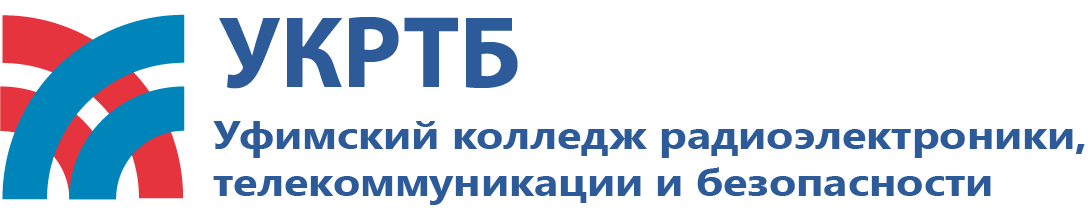 УКРТБ
Уфимский колледж радиоэлектроники,
телекоммуникации и безопасности